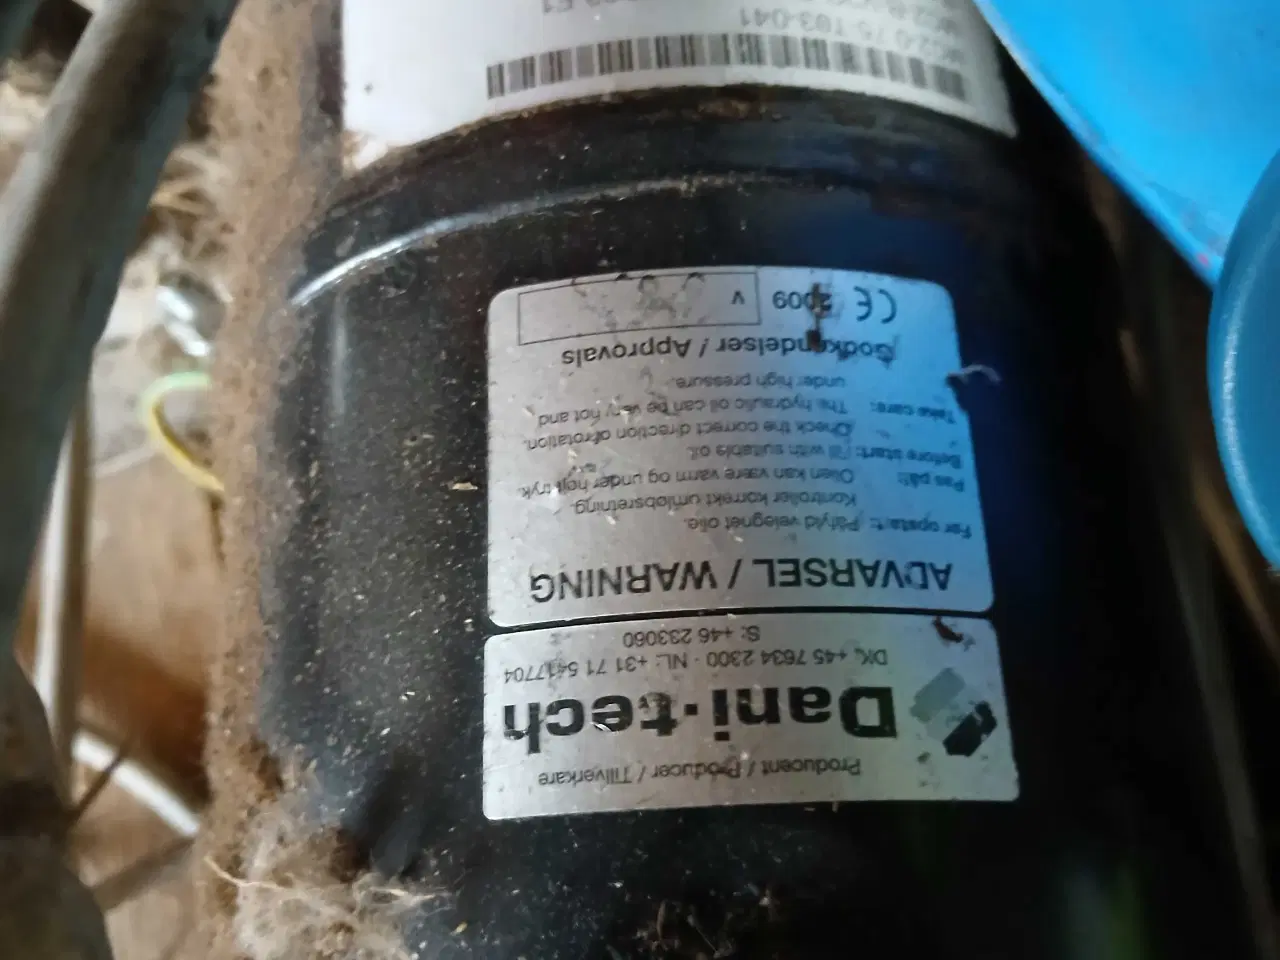 Producent / Producer / Tillverkare
Dani-tech
DK: +45 7634 2300 - NL: +31 71 5417704
S: +46 233060
ADVARSEL / WARNING
Før opstart: Påfyld velegnet olie.
Kontroller korrekt omløbsretning.
Pas på!: Olien kan være varm og under højt tryk.
Before start: Fill with suitable oil.
Check the correct direction of rotation.
Take care: The hydraulic oil can be very hot and
under high pressure.
Godkendelser / Approvals
CE 2009 V